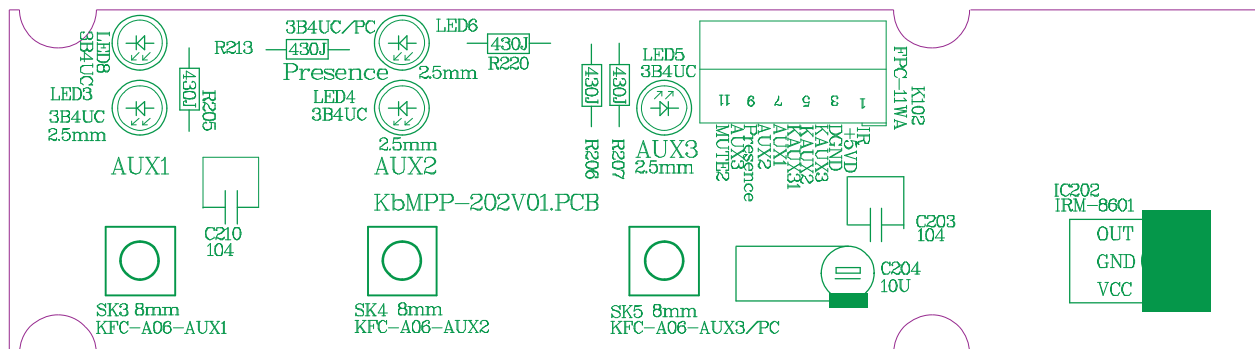 LED8
3B4UC
LED3
3B4UC
2.5mm
AUX1
430J
R205
R213
430J
Presence
3B4UC/PC
LED6
2.5mm
LED4
3B4UC
2.5mm
AUX2
430J
R220
430J
R206
430J
R207
LED5
3B4UC
AUX3
2.5mm
FPC-11WA
K102
11
9
7
5
3
1
MUTE2
AUX3
Presence
AUX2
AUX1
KAUX31
KAUX2
KAUX3
DGND
+5VD
IR
KbMPP-202V01.PCB
C210
104
C203
104
C204
10U
IC202
IRM-8601
OUT
GND
VCC
SK3 8mm
KFC-A06-AUX1
SK4 8mm
KFC-A06-AUX2
SK5 8mm
KFC-A06-AUX3/PC